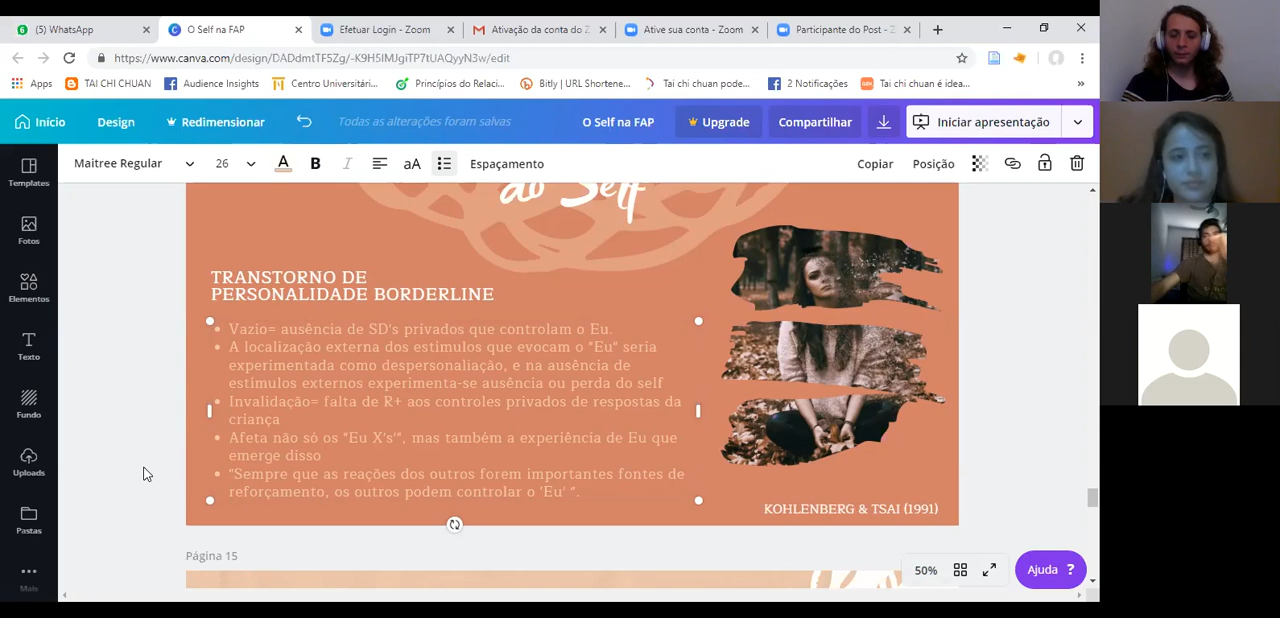 (5) WhatsApp
O Self na FAP
Efetuar Login - Zoom
Ativação da conta do Z
Ative sua conta - Zoom
Participante do Post - Z
https://www.canva.com/design/DADdmtTF5Zg/-K9H5IMJgiTP7tUAQyyN3w/edit
Apps
TAI CHI CHUAN
Audience Insights
Centro Universitári...
Princípios do Relaci...
Bitly | URL Shortene...
Tai chi chuan pode...
2 Notificações
Tai chi chuan é idea...
»
Início
Design
Redimensionar
Todas as alterações foram salvas
O Self na FAP
Upgrade
Compartilhar
Iniciar apresentação
Maitree Regular
26
A
B
I
aA
Espaçamento
Copiar
Posição
Templates
Fotos
Elementos
Texto
Fundo
Uploads
Pastas
Mais
do Self
TRANSTORNO DE
PERSONALIDADE BORDERLINE
• Vazio= ausência de SD's privados que controlam o Eu.
• A localização externa dos estimulos que evocam o "Eu" seria
experimentada como despersonaliação, e na ausência de
estimulos externos experimenta-se ausência ou perda do self
• Invalidação= falta de R+ aos controles privados de respostas da
criança
• Afeta não só os "Eu X's'", mas também a experiência de Eu que
emerge disso
• "Sempre que as reações dos outros forem importantes fontes de
reforçamento, os outros podem controlar o 'Eu' ".
KOHLENBERG & TSAI (1991)
Página 15
50%
Ajuda ?